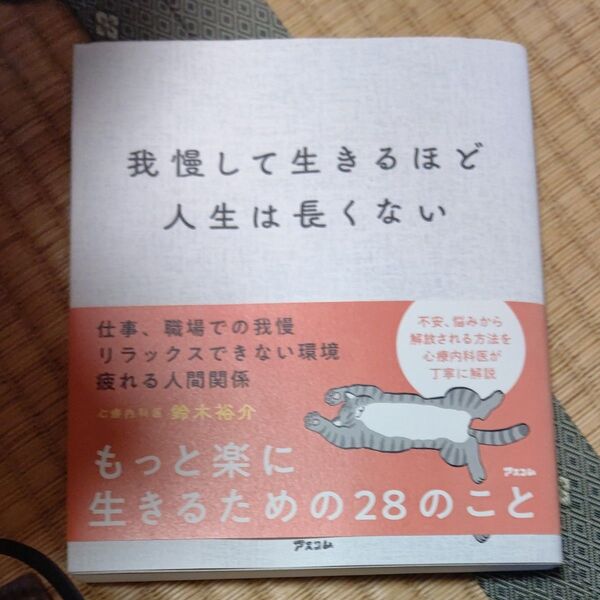 我慢して生きるほど
人生は長くない
仕事、職場での我慢
リラックスできない環境
疲れる人間関係
心療内科医 鈴木裕介
不安、悩みから
解放される方法を
心療内科医が
丁寧に解説
もっと楽に
生きるための28のこと
アスコム
アスコム